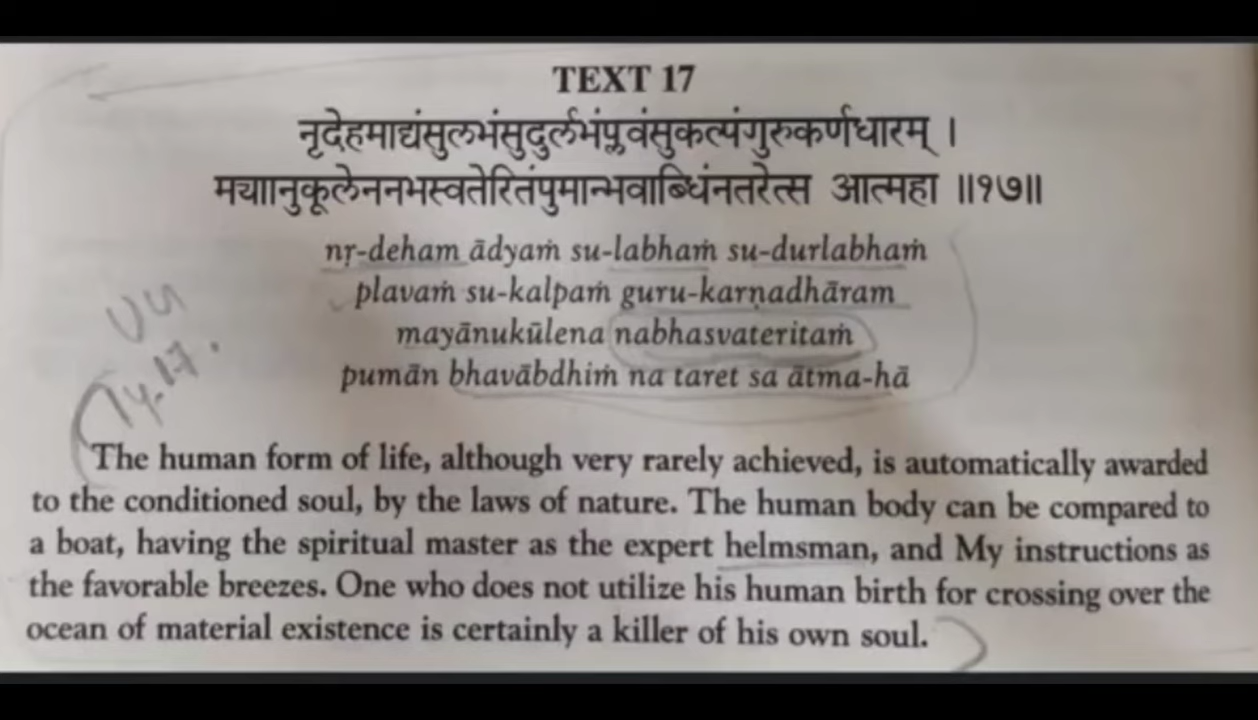 TEXT 17
नृदेहमाद्यंसुलभंसुदुर्लभंप्लवंसुकल्पंगुरुकर्णधारम् ।
मयाानुकूलेननभस्वतेरितंपुमान्भवाब्धिंनतरेत्स आत्महा ॥१७॥
nṛ-deham ādyaṁ su-labhaṁ su-durlabhaṁ
plavaṁ su-kalpaṁ guru-karṇadhāram
mayānukūlena nabhasvateritaṁ
pumān bhavābdhiṁ na taret sa ātma-hā
The human form of life, although very rarely achieved, is automatically awarded
to the conditioned soul, by the laws of nature. The human body can be compared to
a boat, having the spiritual master as the expert helmsman, and My instructions as
the favorable breezes. One who does not utilize his human birth for crossing over the
ocean of material existence is certainly a killer of his own soul.